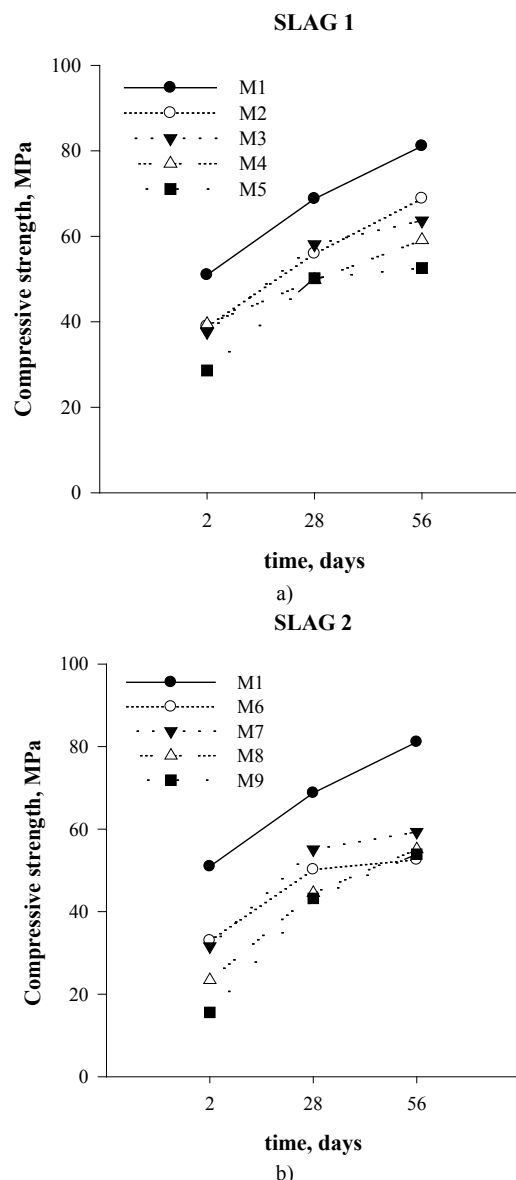 SLAG 1
100
M1
M2
M3
M4
M5
80
60
40
20
0
Compressive strength, MPa
2 28 56
time, days
a)
SLAG 2
100
M1
M6
M7
M8
M9
80
60
40
20
0
Compressive strength, MPa
2 28 56
time, days
b)